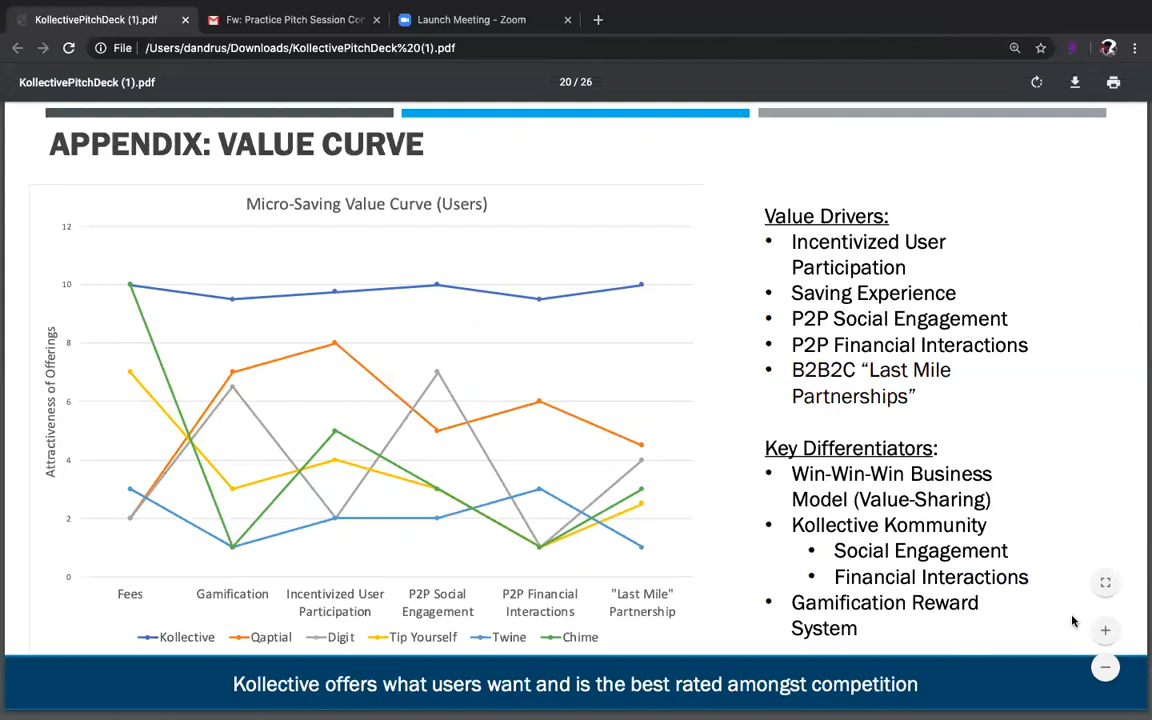 KollectivePitchDeck (1).pdf
Fw: Practice Pitch Session Cor
Launch Meeting - Zoom
File
/Users/dandrus/Downloads/KollectivePitchDeck%20(1).pdf
KollectivePitchDeck (1).pdf
20 / 26
APPENDIX: VALUE CURVE
Micro-Saving Value Curve (Users)
Attractiveness of Offerings
12
10
8
6
4
2
0
Fees
Gamification
Incentivized User
Participation
P2P Social
Engagement
P2P Financial
Interactions
"Last Mile"
Partnership
Kollective
Qaptial
Digit
Tip Yourself
Twine
Chime
Value Drivers:
• Incentivized User
Participation
• Saving Experience
• P2P Social Engagement
• P2P Financial Interactions
• B2B2C “Last Mile
Partnerships”
Key Differentiators:
• Win-Win-Win Business
Model (Value-Sharing)
• Kollective Kommunity
• Social Engagement
• Financial Interactions
• Gamification Reward
System
Kollective offers what users want and is the best rated amongst competition